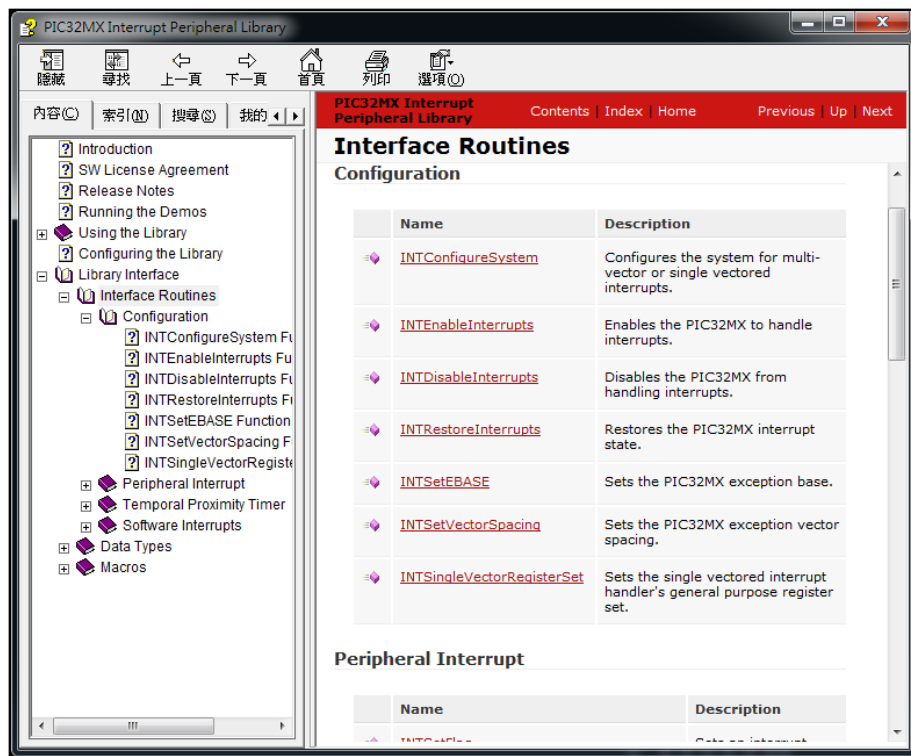 PIC32MX Interrupt Peripheral Library
隱藏 尋找 上一頁 下一頁 首頁 列印 選項(O)
內容(C) 索引(N) 搜尋(S) 我的
Introduction
SW License Agreement
Release Notes
Running the Demos
Using the Library
Configuring the Library
Library Interface
Interface Routines
Configuration
INTConfigureSystem Fu
INTEnableInterrupts Fu
INTDisableInterrupts Fu
INTRestoreInterrupts Fu
INTSetEBASE Function
INTSetVectorSpacing F
INTSingleVectorRegiste
Peripheral Interrupt
Temporal Proximity Timer
Software Interrupts
Data Types
Macros
PIC32MX Interrupt
Peripheral Library
Contents | Index | Home
Previous | Up | Next
Interface Routines
Configuration
Name Description
INTConfigureSystem Configures the system for multi-
vector or single vectored
interrupts.
INTEnableInterrupts Enables the PIC32MX to handle
interrupts.
INTDisableInterrupts Disables the PIC32MX from
handling interrupts.
INTRestoreInterrupts Restores the PIC32MX interrupt
state.
INTSetEBASE Sets the PIC32MX exception base.
INTSetVectorSpacing Sets the PIC32MX exception vector
spacing.
INTSingleVectorRegisterSet Sets the single vectored interrupt
handler's general purpose register
set.
Peripheral Interrupt
Name Description
INTSetFlag Sets an interrupt